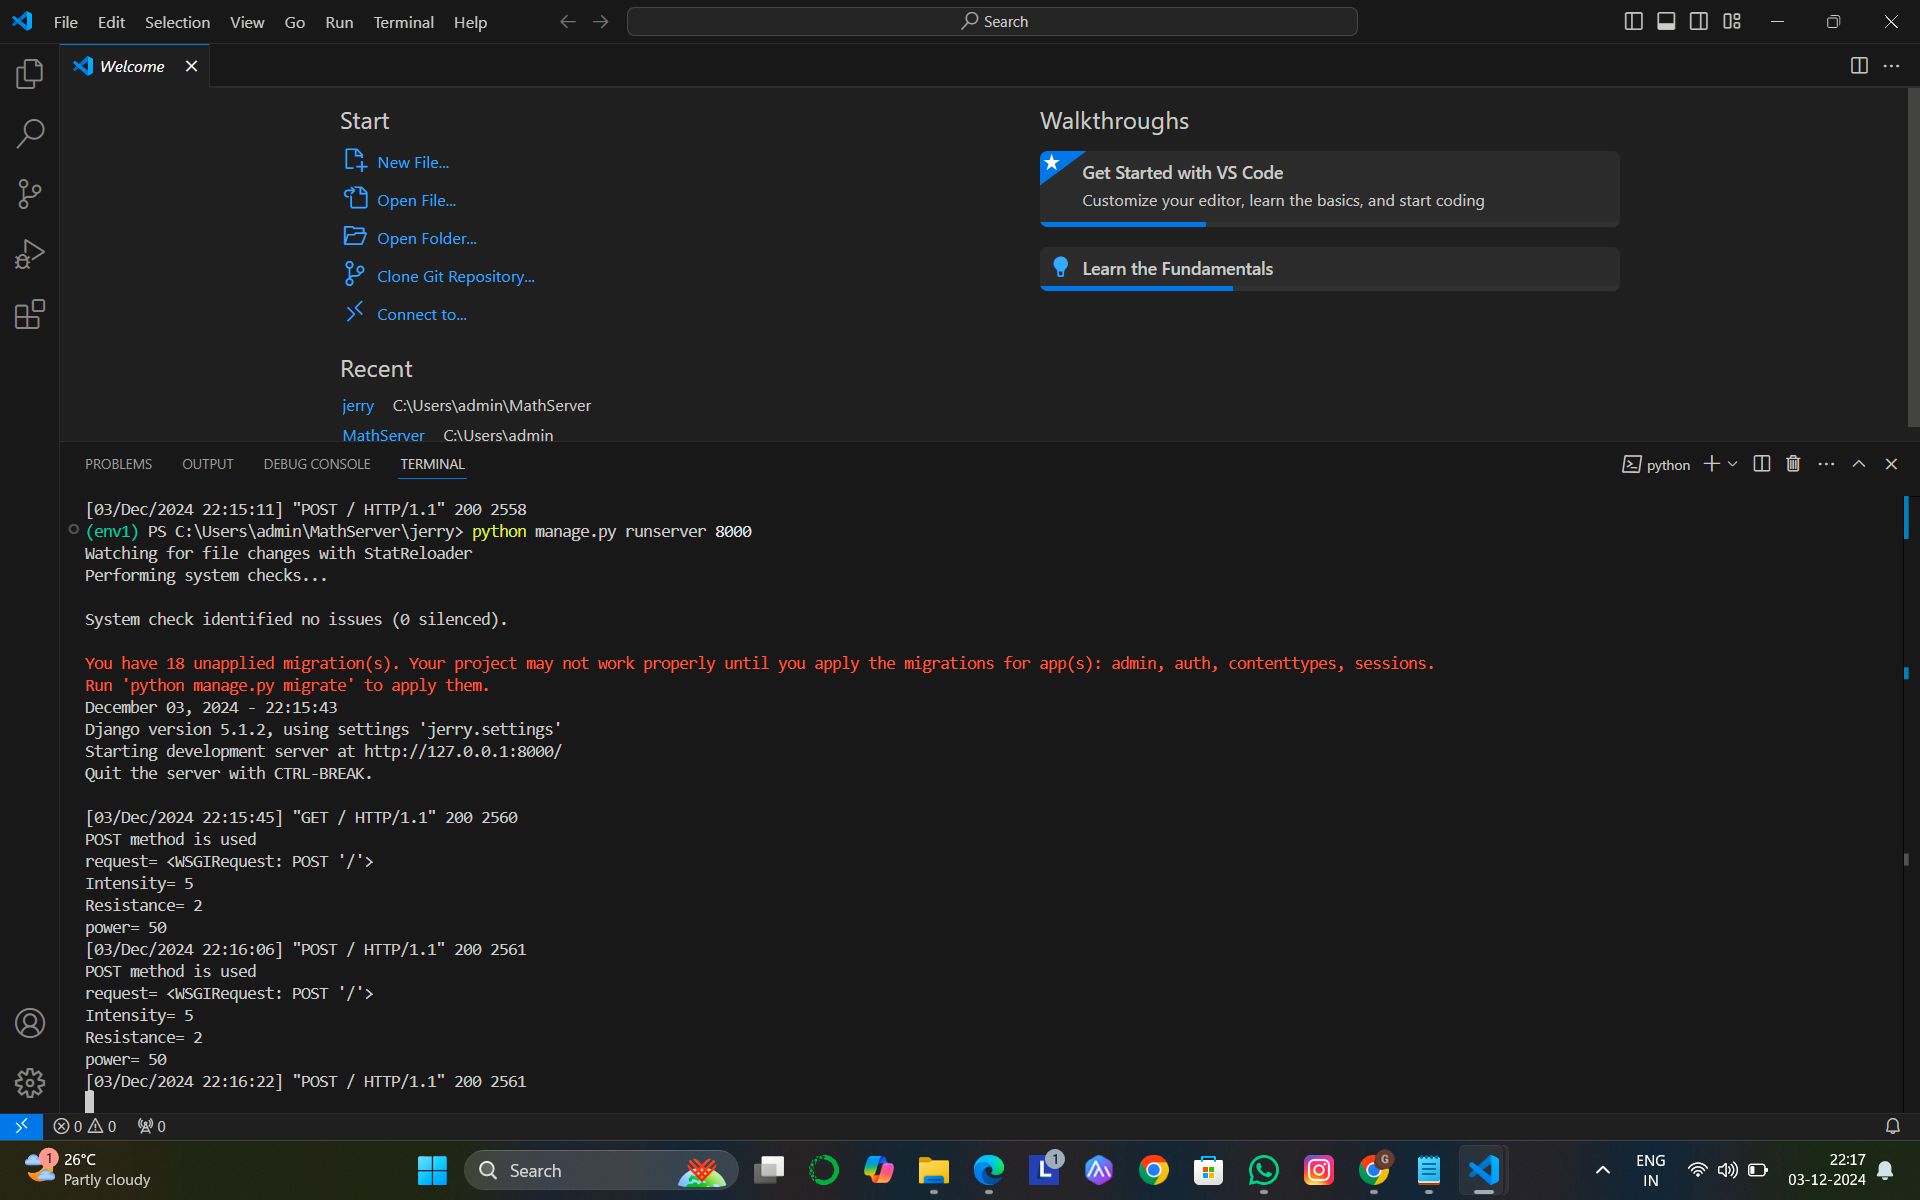 File Edit Selection View Go Run Terminal Help
Search
Welcome
Start
New File...
Open File...
Open Folder...
Clone Git Repository...
Connect to...
Recent
jerry C:\Users\admin\MathServer
MathServer C:\Users\admin
Walkthroughs
Get Started with VS Code
Customize your editor, learn the basics, and start coding
Learn the Fundamentals
PROBLEMS OUTPUT DEBUG CONSOLE TERMINAL
python
[03/Dec/2024 22:15:11] "POST / HTTP/1.1" 200 2558
(env1) PS C:\Users\admin\MathServer\jerry> python manage.py runserver 8000
Watching for file changes with StatReloader
Performing system checks...
System check identified no issues (0 silenced).
You have 18 unapplied migration(s). Your project may not work properly until you apply the migrations for app(s): admin, auth, contenttypes, sessions.
Run 'python manage.py migrate' to apply them.
December 03, 2024 - 22:15:43
Django version 5.1.2, using settings 'jerry.settings'
Starting development server at http://127.0.0.1:8000/
Quit the server with CTRL-BREAK.
[03/Dec/2024 22:15:45] "GET / HTTP/1.1" 200 2560
POST method is used
request= <WSGIRequest: POST '/'>
Intensity= 5
Resistance= 2
power= 50
[03/Dec/2024 22:16:06] "POST / HTTP/1.1" 200 2561
POST method is used
request= <WSGIRequest: POST '/'>
Intensity= 5
Resistance= 2
power= 50
[03/Dec/2024 22:16:22] "POST / HTTP/1.1" 200 2561
0 0 0
1
26°C
Partly cloudy
Search
L 1
G
ENG
IN
22:17
03-12-2024